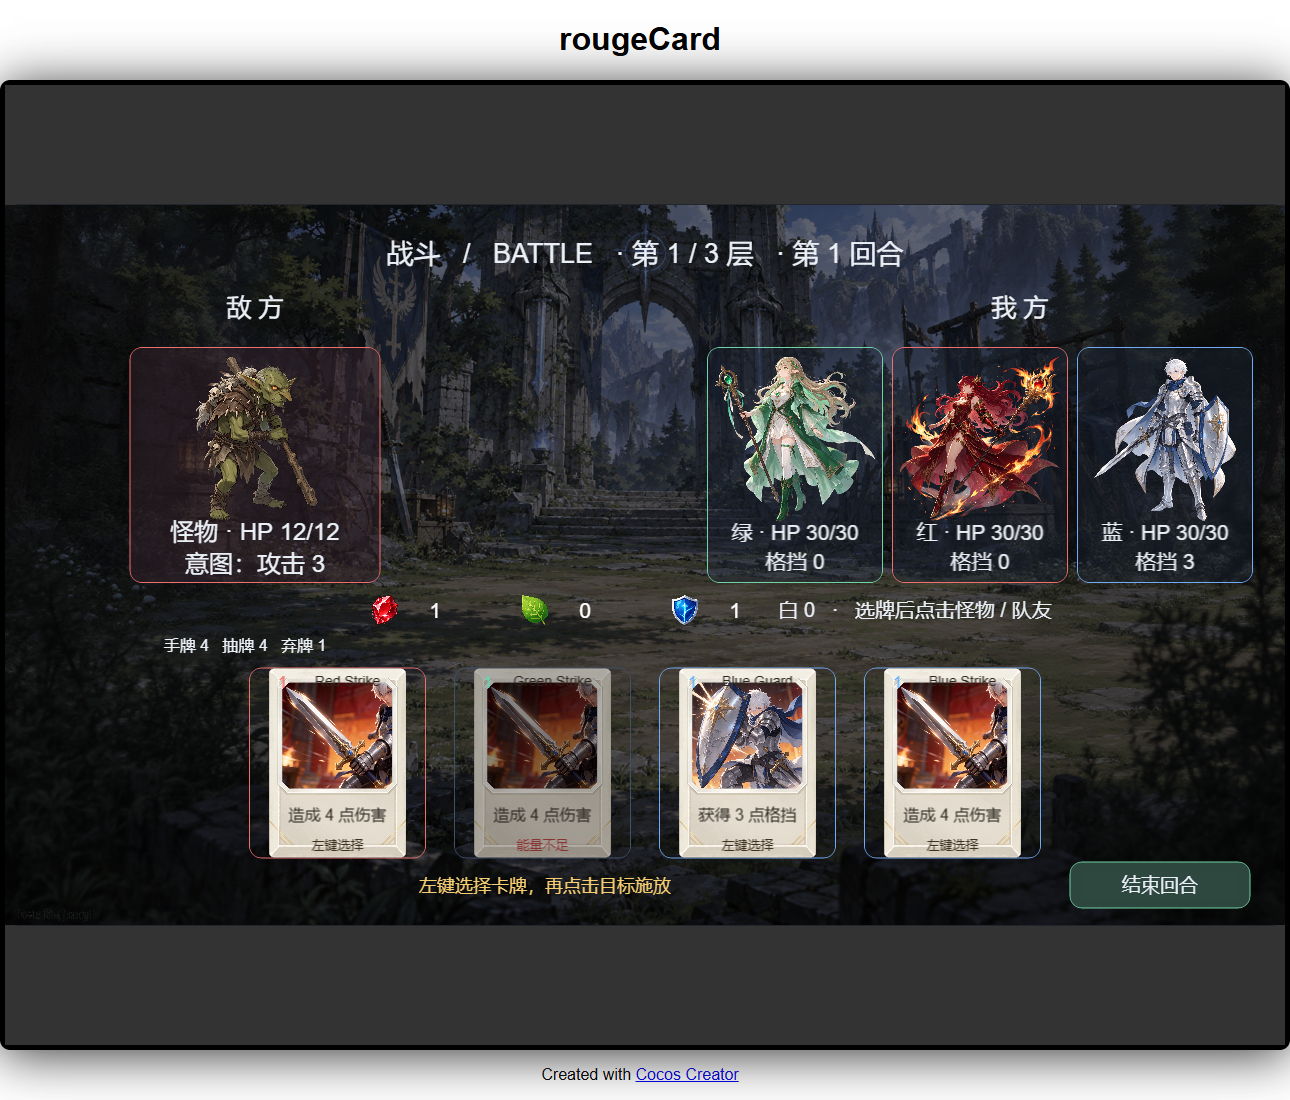 rougeCard
战斗 / BATTLE · 第 1 / 3 层 · 第 1 回合
敌 方
我 方
怪物 · HP 12/12
意图：攻击 3
绿 · HP 30/30
格挡 0
红 · HP 30/30
格挡 0
蓝 · HP 30/30
格挡 3
1
0
1
白 0 · 选牌后点击怪物 / 队友
手牌 4 抽牌 4 弃牌 1
1
Red Strike
造成 4 点伤害
左键选择
1
Green Strike
造成 4 点伤害
能量不足
1
Blue Guard
获得 3 点格挡
左键选择
1
Blue Strike
造成 4 点伤害
左键选择
左键选择卡牌，再点击目标施放
结束回合
Created with Cocos Creator